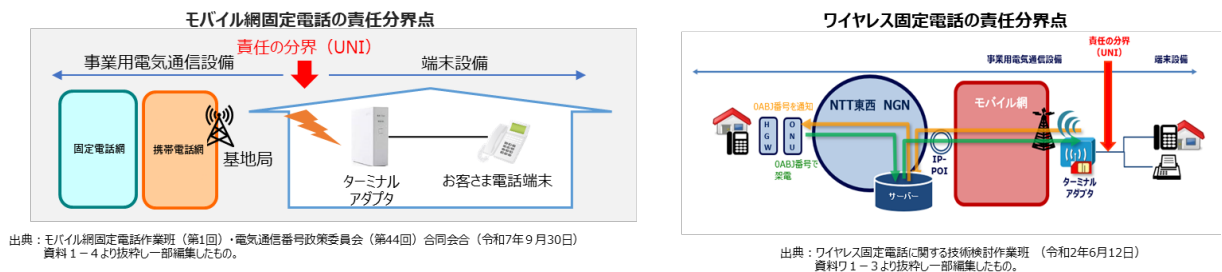 モバイル網固定電話の責任分界点
責任の分界（UNI）
事業用電気通信設備
端末設備
固定電話網
携帯電話網
基地局
ターミナル
アダプタ
お客さま電話端末
出典：モバイル網固定電話作業班（第1回）・電気通信番号政策委員会（第44回）合同会合（令和7年９月30日）
資料１－４より抜粋し一部編集したもの。
ワイヤレス固定電話の責任分界点
責任の分界
（UNI）
事業用電気通信設備
端末設備
0ABJ番号を通知
NTT東西 NGN
モバイル網
HGW
ONU
0ABJ番号で
架電
IP-
POI
サーバー
ターミナル
アダプタ
出典：ワイヤレス固定電話に関する技術検討作業班 （令和2年6月12日）
資料ワ１－３より抜粋し一部編集したもの。